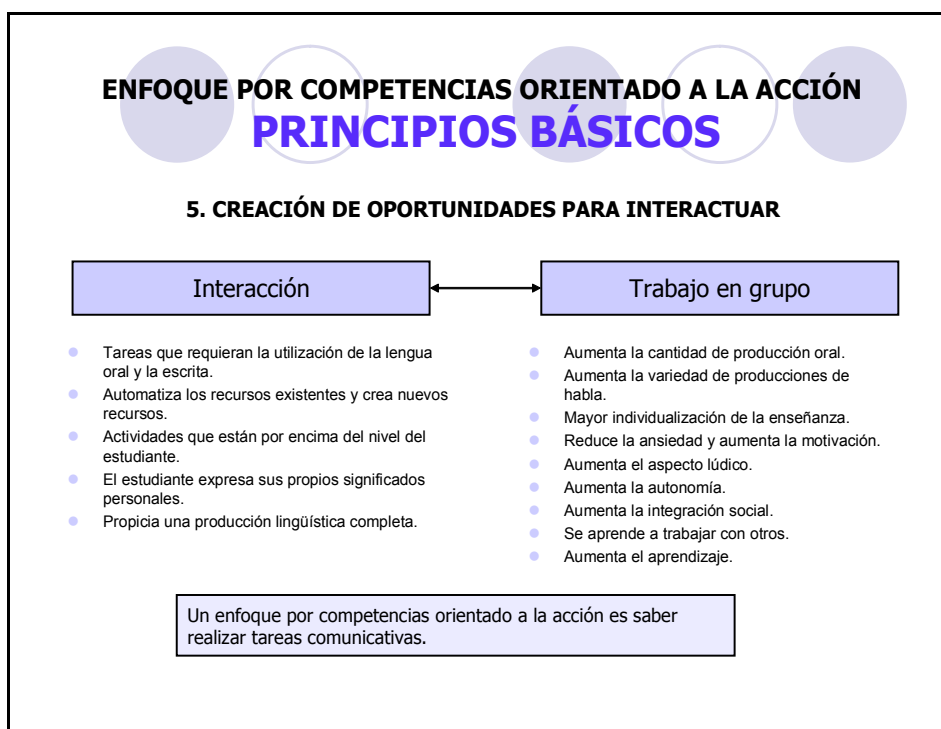 ENFOQUE POR COMPETENCIAS ORIENTADO A LA ACCIÓN
PRINCIPIOS BÁSICOS
5. CREACIÓN DE OPORTUNIDADES PARA INTERACTUAR
Interacción
Tareas que requieran la utilización de la lengua
oral y la escrita.
Automatiza los recursos existentes y crea nuevos
recursos.
Actividades que están por encima del nivel del
estudiante.
El estudiante expresa sus propios significados
personales.
Propicia una producción lingüística completa.
Trabajo en grupo
Aumenta la cantidad de producción oral.
Aumenta la variedad de producciones de
habla.
Mayor individualización de la enseñanza.
Reduce la ansiedad y aumenta la motivación.
Aumenta el aspecto lúdico.
Aumenta la autonomía.
Aumenta la integración social.
Se aprende a trabajar con otros.
Aumenta el aprendizaje.
Un enfoque por competencias orientado a la acción es saber
realizar tareas comunicativas.